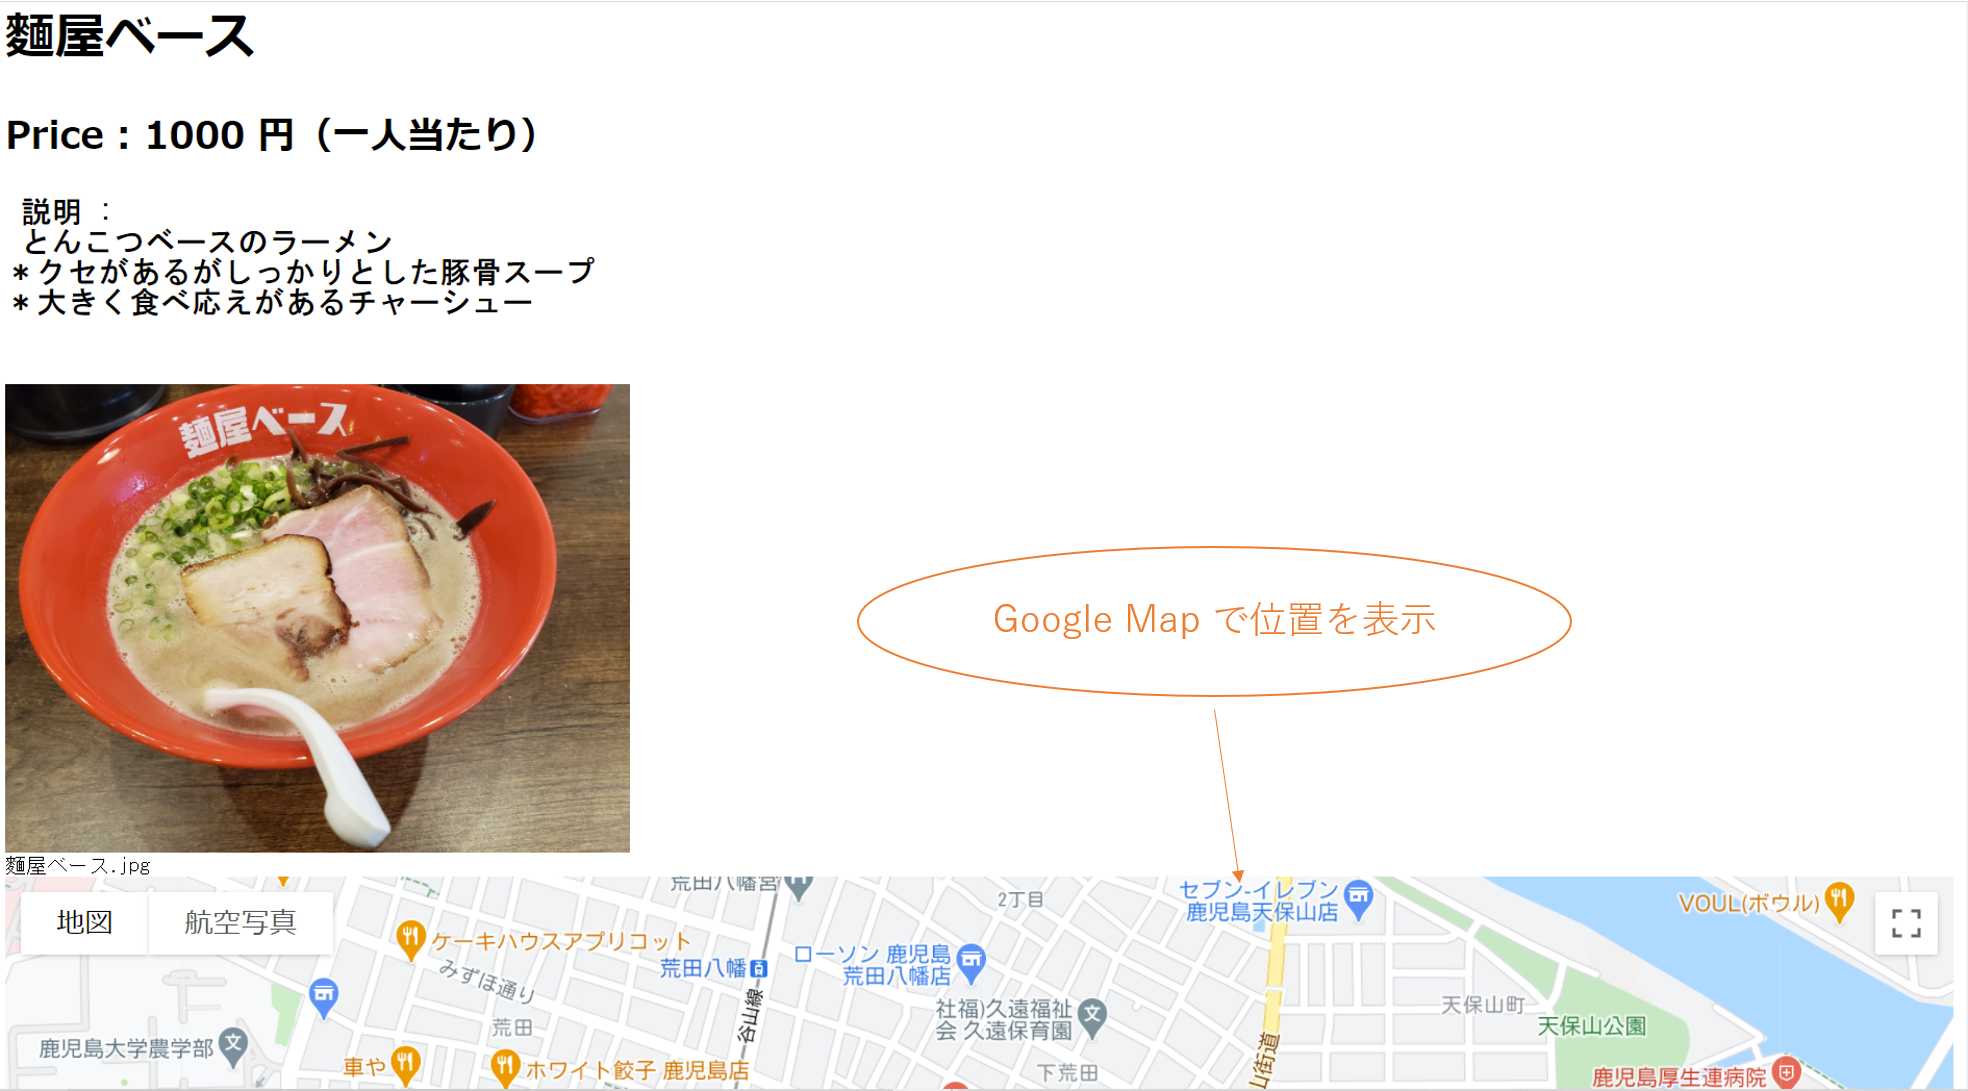 麵屋ベース
Price : 1000 円（一人当たり）
説明 ：
とんこつベースのラーメン
＊クセがあるがしっかりとした豚骨スープ
＊大きく食べ応えがあるチャーシュー
麵屋ベース
Google Map で位置を表示
麵屋ベース.jpg
地図
航空写真
荒田八幡宮
2丁目
セブン-イレブン
鹿児島天保山店
VOUL(ボウル)
ケーキハウスアプリコット
荒田八幡
みずほ通り
ローソン 鹿児島
荒田八幡店
社福)久遠福祉
会 久遠保育園
文
谷山線
荒田
天保山町
天保山公園
鹿児島大学農学部
文
車や
ホワイト餃子 鹿児島店
下荒田
山街道
鹿児島厚生連病院